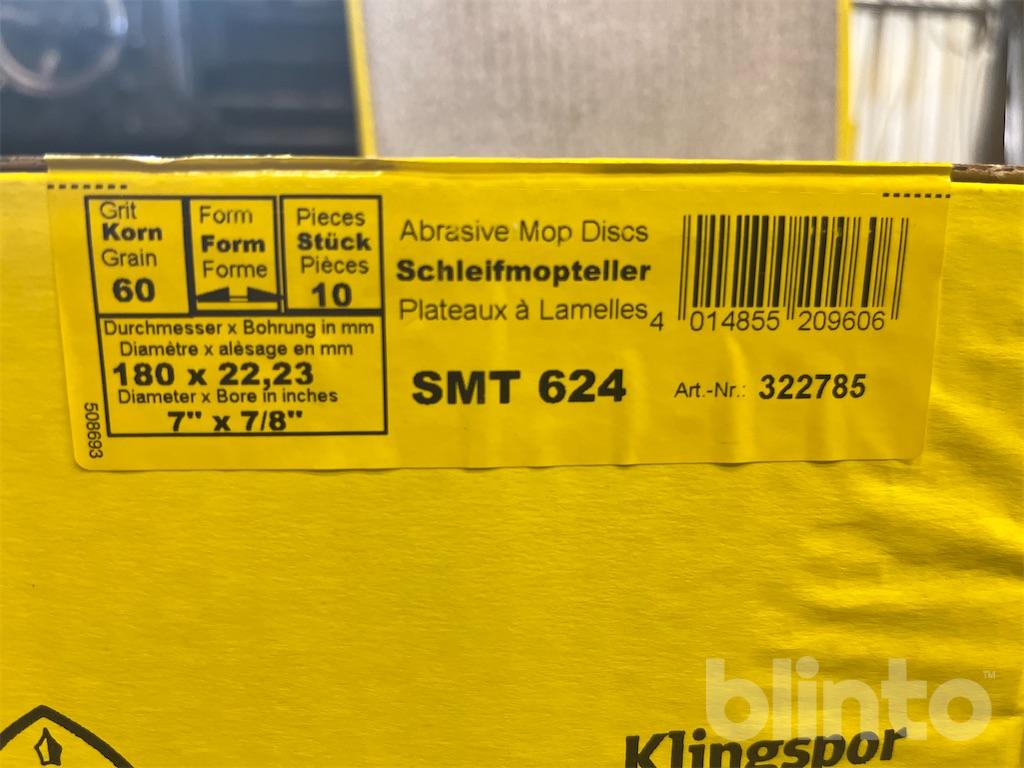 Grit
Korn
Grain
60
Form
Form
Forme
Pieces
Stück
Pièces
10
Durchmesser x Bohrung in mm
Diamètre x alèsage en mm
180 x 22,23
Diameter x Bore in inches
7" x 7/8"
508693
Abrasive Mop Discs
Schleifmopteller
Plateaux à Lamelles
4 014855 209606
SMT 624
Art.-Nr.: 322785
blinto™
Klingspor